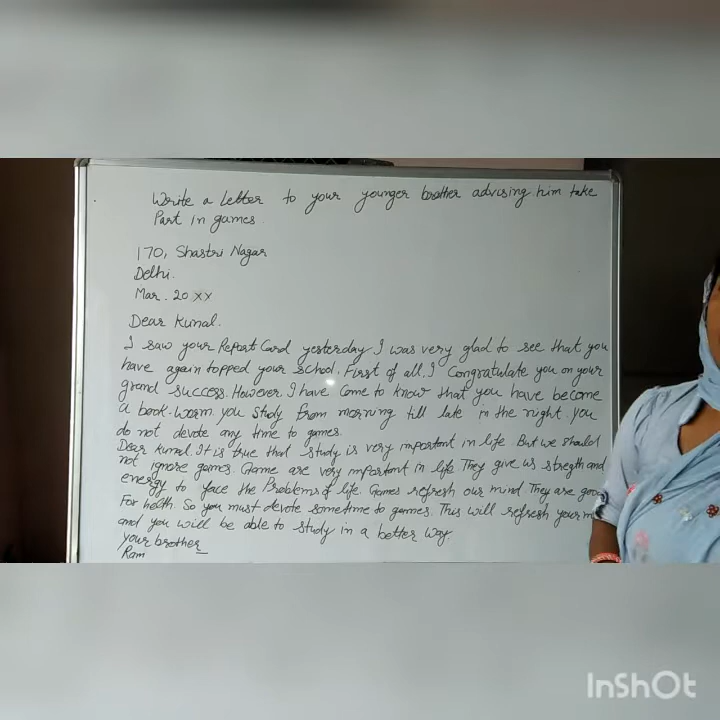 Write a Letter to your younger brother advising him take
Part in games.
170, Shastri Nagar
Delhi.
Mar. 20XX
Dear Kunal.
I saw your Report Card yesterday I was very glad to see that you
have again topped your school. First of all, I Congratulate you on your
grand success. However I have Come to know that you have become
a book-worm. you study from morning till late in the night. you
do not devote any time to games.
Dear Kunal. It is true that study is very important in life. But we should
not ignore games. Game are very important in life. They give us stregth and
energy to face the Problems of life. Games refresh our mind. They are good
For health. So you must devote sometime to games. This will refresh your
and you will be able to study in a better way.
your brother
Ram
InShOt